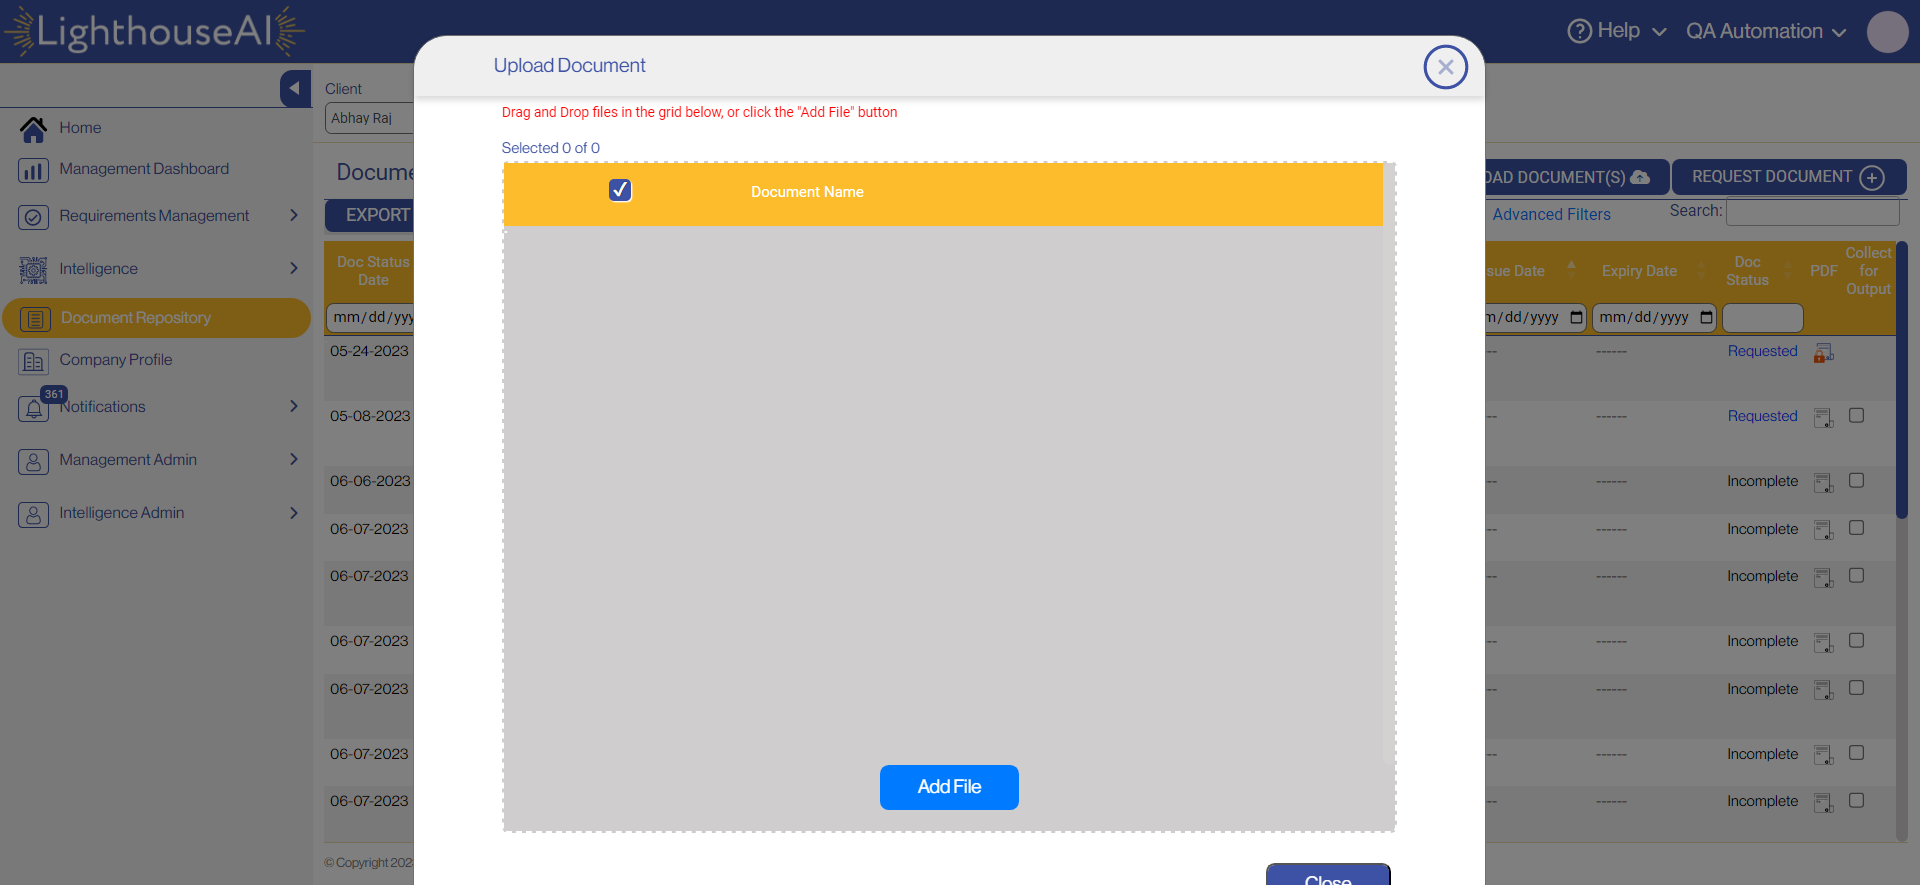 LighthouseAI
Help
QA Automation
Client
Abhay Raj
Home
Management Dashboard
Requirements Management
Intelligence
Document Repository
Company Profile
361
Notifications
Management Admin
Intelligence Admin
Upload Document
Drag and Drop files in the grid below, or click the "Add File" button
Selected 0 of 0
Document Name
Add File
Close
Docume
EXPORT
OAD DOCUMENT(S)
REQUEST DOCUMENT
Advanced Filters
Search:
Doc Status
Date
mm/dd/yyy
sue Date
Expiry Date
Doc
Status
PDF
Collect
for
Output
m/dd/yyyy
mm/dd/yyyy
05-24-2023
-- ------ Requested
05-08-2023
-- ------ Requested
06-06-2023
-- ------ Incomplete
06-07-2023
-- ------ Incomplete
06-07-2023
-- ------ Incomplete
06-07-2023
-- ------ Incomplete
06-07-2023
-- ------ Incomplete
06-07-2023
-- ------ Incomplete
06-07-2023
-- ------ Incomplete
© Copyright 202